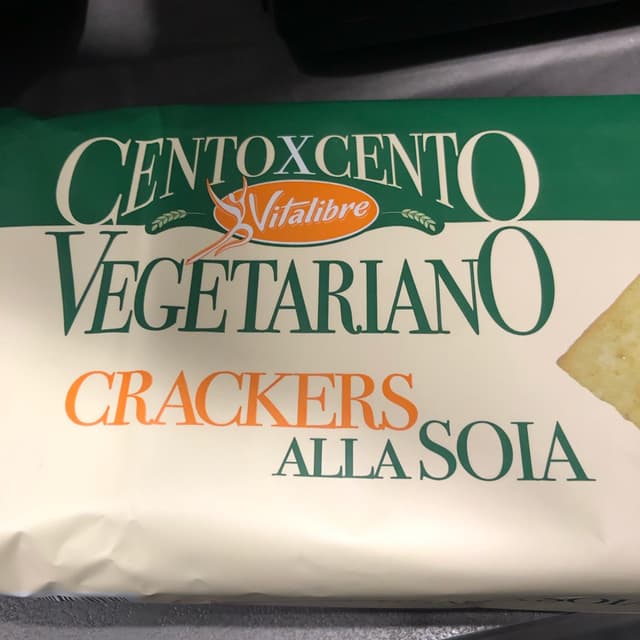 CENTOXCENTO
Vitalibre
VEGETARIANO
CRACKERS
ALLA SOIA